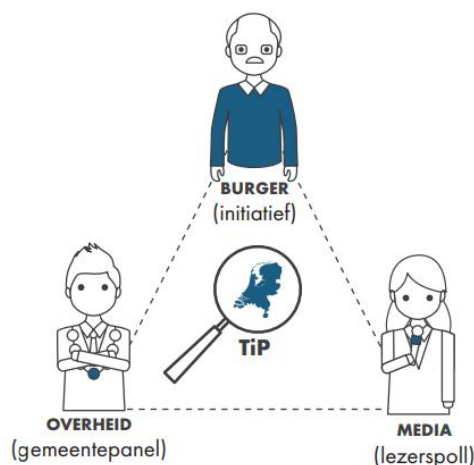 BURGER
(initiatief)
TiP
OVERHEID
(gemeentepanel)
MEDIA
(lezerspoll)